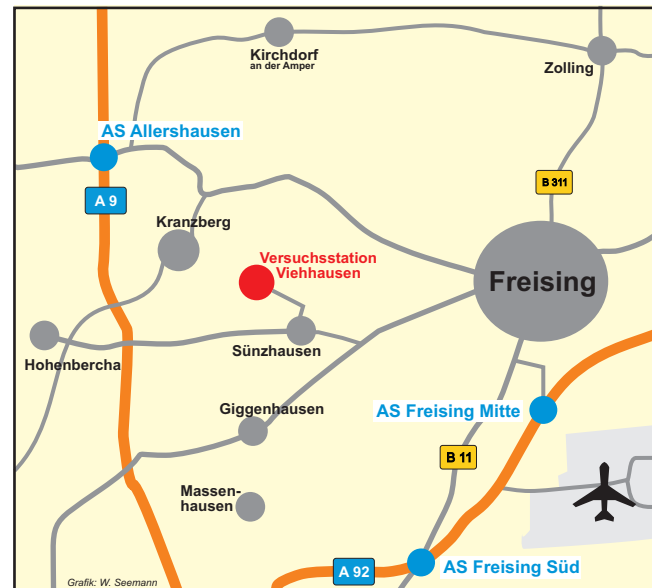 Kirchdorf
an der Amper
Zolling
AS Allershausen
B 311
A 9
Kranzberg
Versuchsstation
Viehhausen
Freising
Sünzhausen
Hohenbercha
Giggenhausen
AS Freising Mitte
B 11
Massen-
hausen
A 92
AS Freising Süd
Grafik: W. Seemann